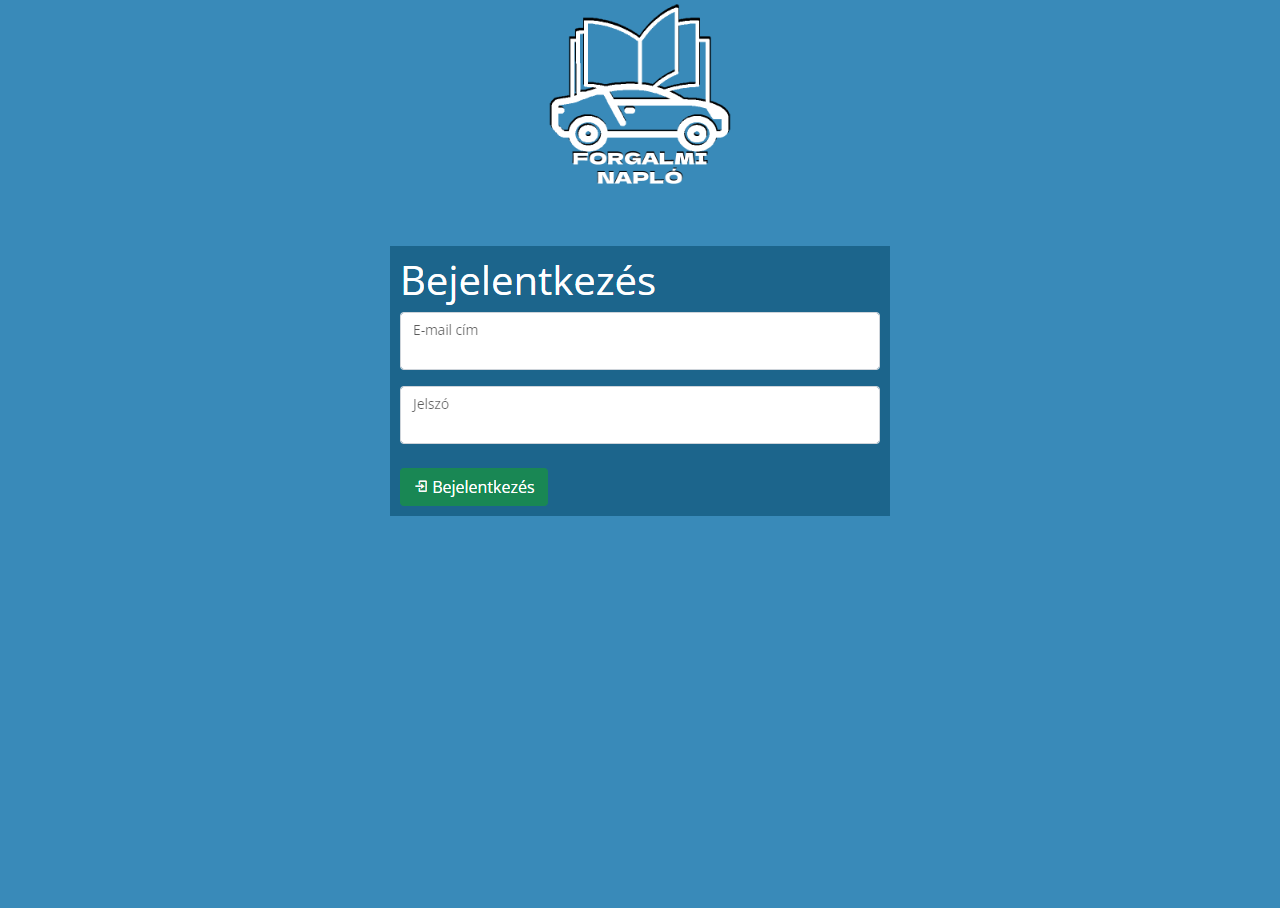 FORGALMI
NAPLÓ
Bejelentkezés
E-mail cím
Jelszó
Bejelentkezés